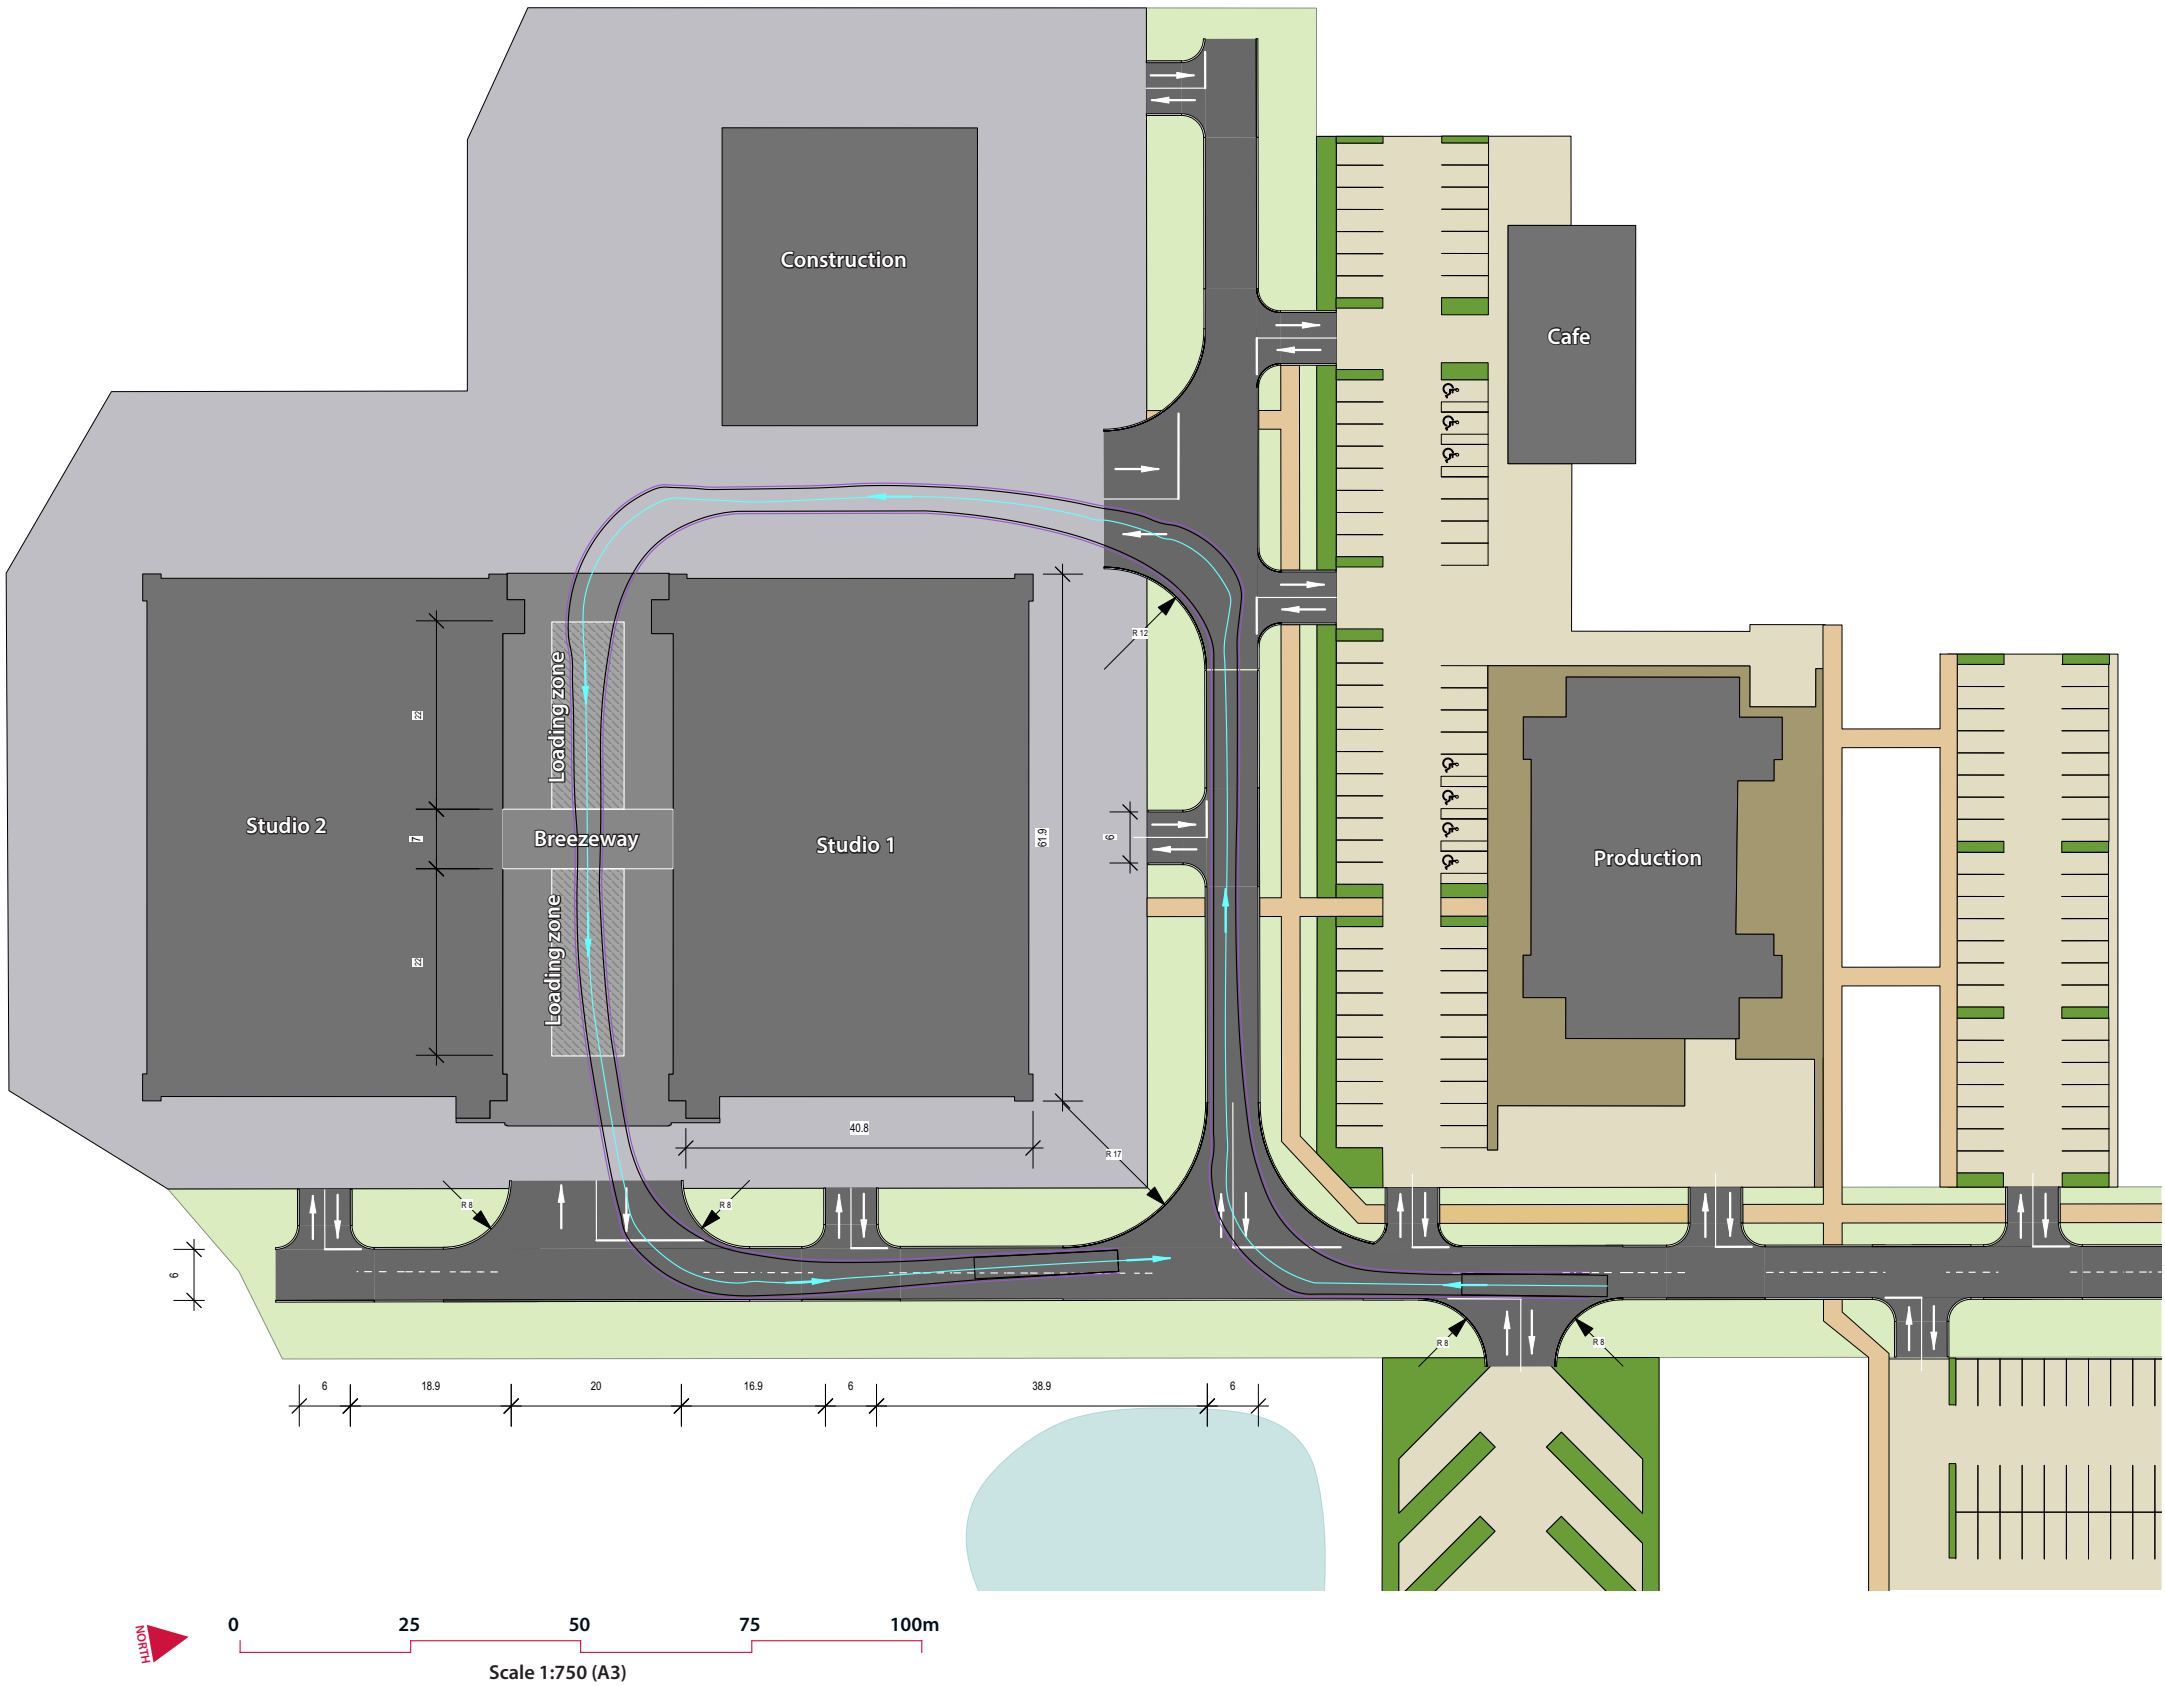 Construction
Cafe
R 12
Loading zone
22
Studio 2
7
Breezeway
Studio 1
61.9
6
Production
22
Loading zone
40.8
R 17
R 8
R 8
6
R 8
R 8
6
18.9
20
16.9
6
38.9
6
NORTH
0
25
50
75
100m
Scale 1:750 (A3)